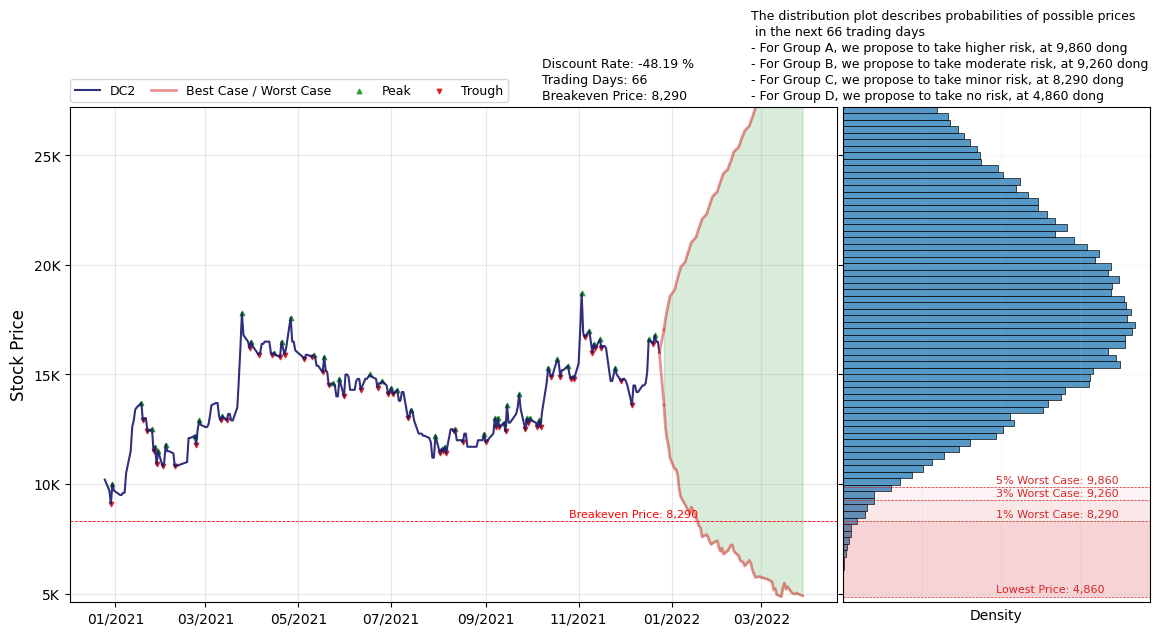 The distribution plot describes probabilities of possible prices
in the next 66 trading days
- For Group A, we propose to take higher risk, at 9,860 dong
- For Group B, we propose to take moderate risk, at 9,260 dong
- For Group C, we propose to take minor risk, at 8,290 dong
- For Group D, we propose to take no risk, at 4,860 dong
Discount Rate: -48.19 %
Trading Days: 66
Breakeven Price: 8,290
DC2 Best Case / Worst Case Peak Trough
Stock Price
25K
20K
15K
10K
5K
Breakeven Price: 8,290
01/2021 03/2021 05/2021 07/2021 09/2021 11/2021 01/2022 03/2022
5% Worst Case: 9,860
3% Worst Case: 9,260
1% Worst Case: 8,290
Lowest Price: 4,860
Density